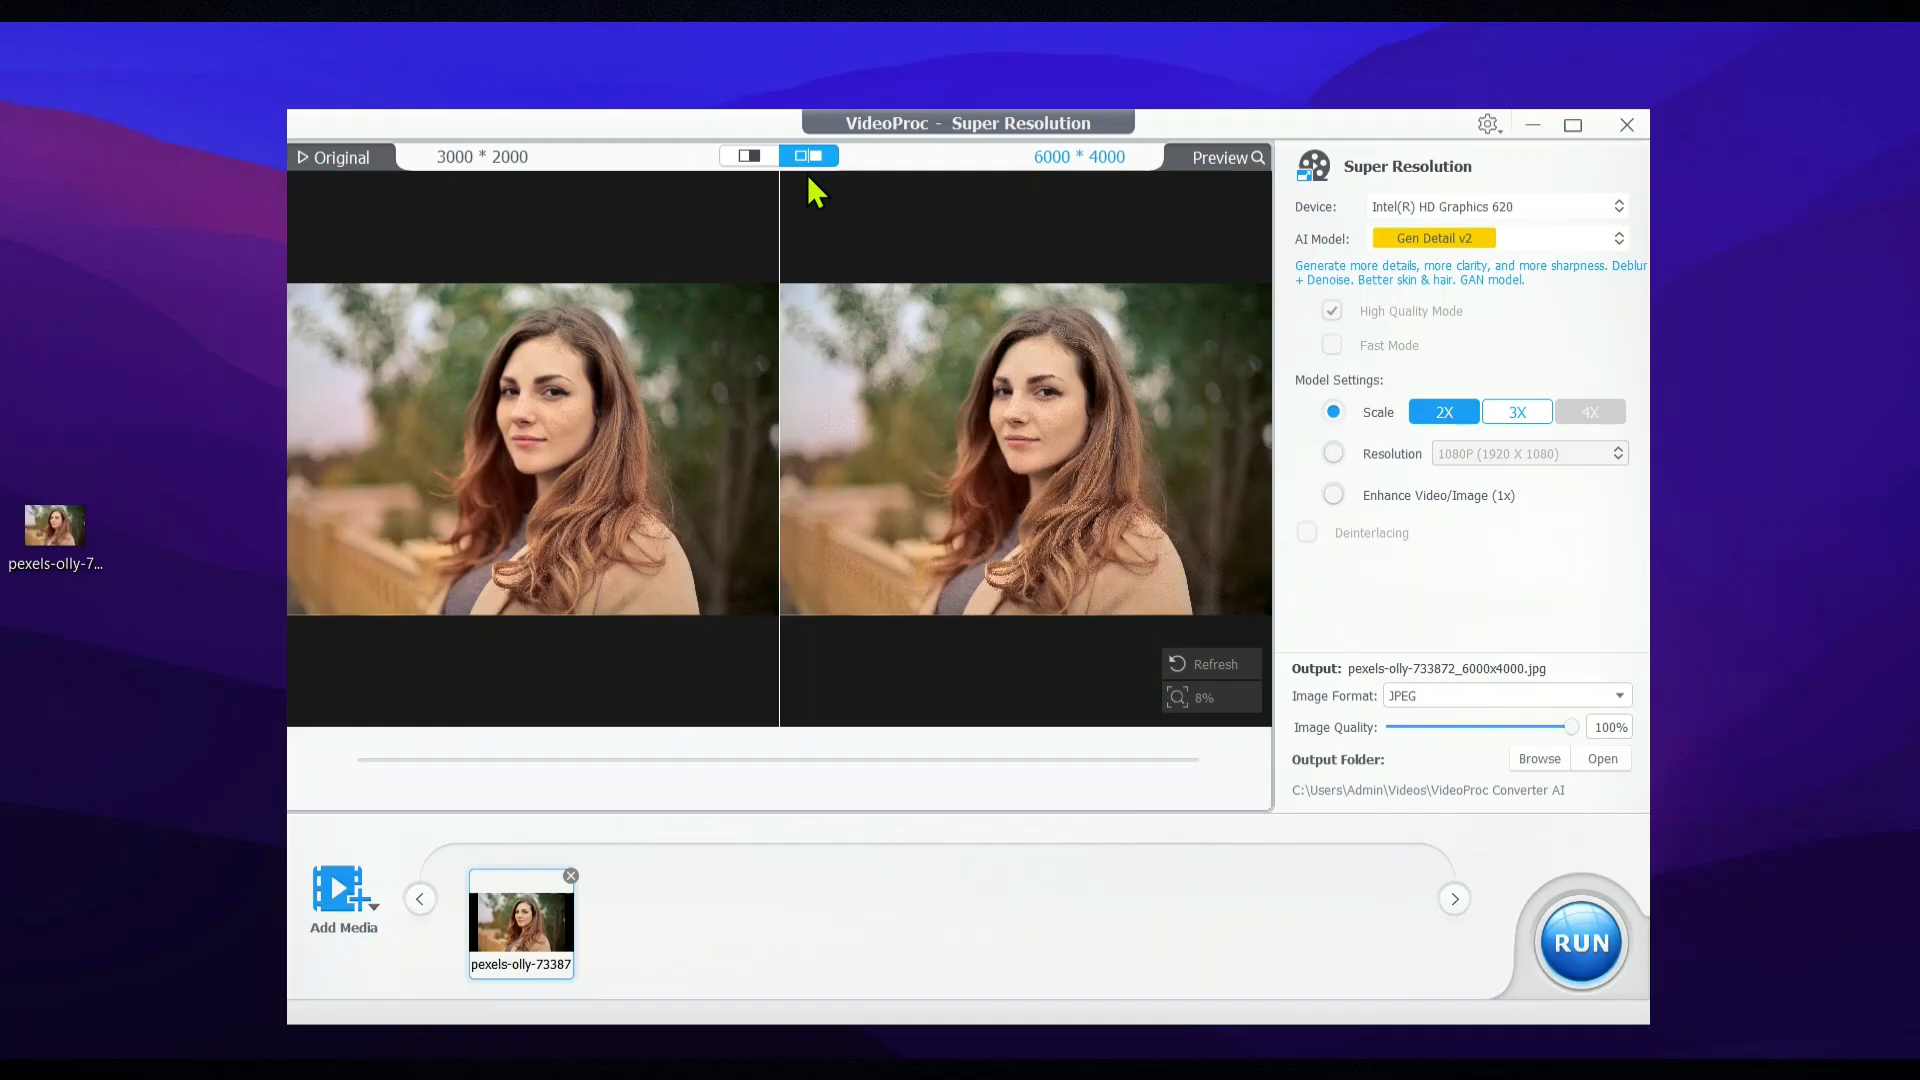 VideoProc - Super Resolution
Original
3000 * 2000
6000 * 4000
Preview
Super Resolution
Device:
Intel(R) HD Graphics 620
AI Model:
Gen Detail v2
Generate more details, more clarity, and more sharpness. Deblur
+ Denoise. Better skin & hair. GAN model.
High Quality Mode
Fast Mode
Model Settings:
Scale
2X
3X
4X
Resolution
1080P (1920 X 1080)
Enhance Video/Image (1x)
Deinterlacing
pexels-olly-7...
Refresh
8%
Output: pexels-olly-733872_6000x4000.jpg
Image Format: JPEG
Image Quality:
100%
Output Folder:
Browse
Open
C:\Users\Admin\Videos\VideoProc Converter AI
Add Media
pexels-olly-73387
RUN